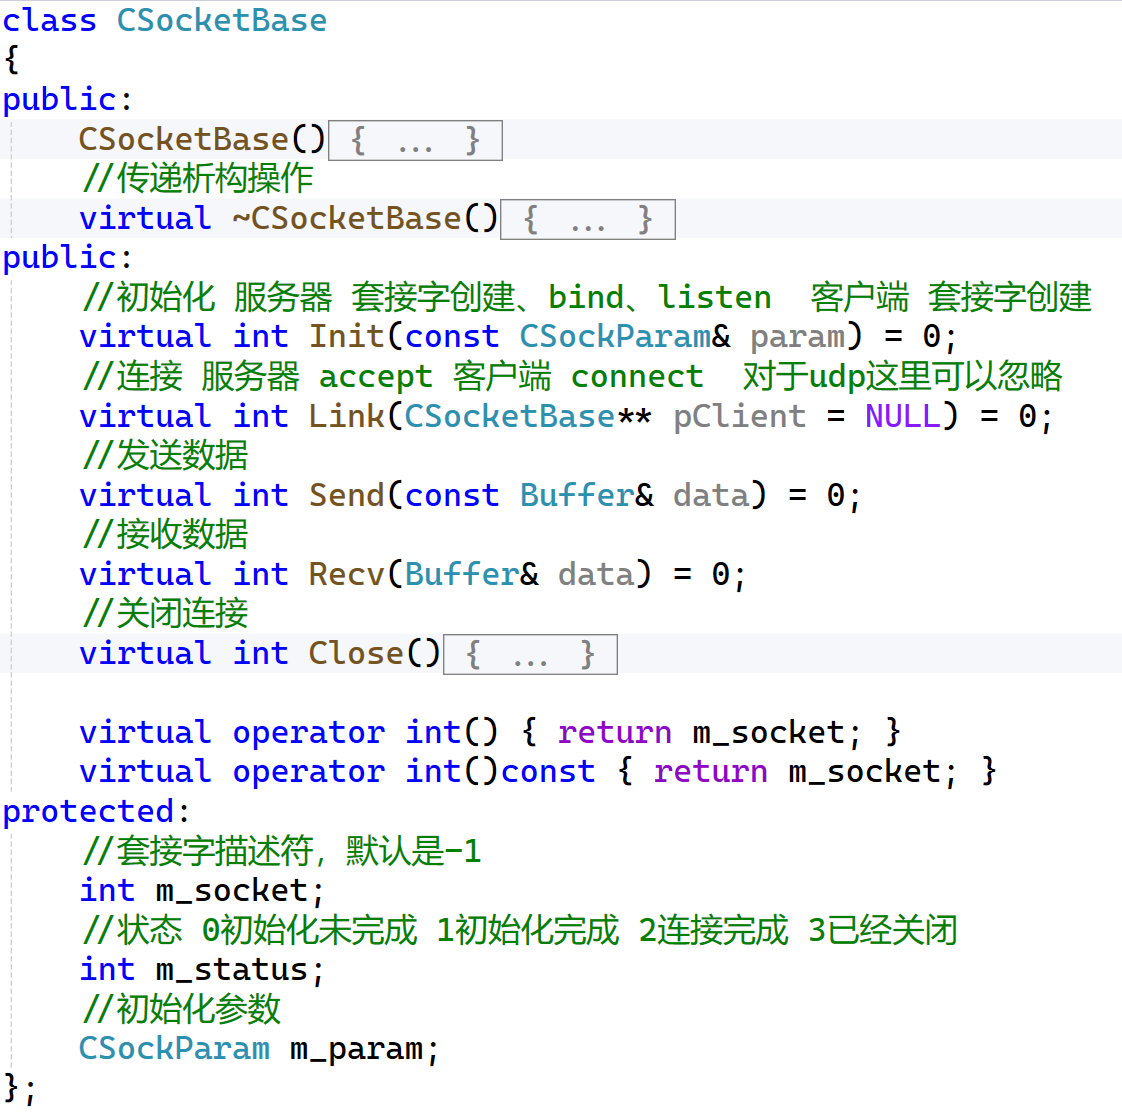 class CSocketBase
{
public:
    CSocketBase(){ ... }
    //传递析构操作
    virtual ~CSocketBase(){ ... }
public:
    //初始化 服务器 套接字创建、bind、listen  客户端 套接字创建
    virtual int Init(const CSockParam& param) = 0;
    //连接 服务器 accept 客户端 connect  对于udp这里可以忽略
    virtual int Link(CSocketBase** pClient = NULL) = 0;
    //发送数据
    virtual int Send(const Buffer& data) = 0;
    //接收数据
    virtual int Recv(Buffer& data) = 0;
    //关闭连接
    virtual int Close(){ ... }

    virtual operator int() { return m_socket; }
    virtual operator int()const { return m_socket; }
protected:
    //套接字描述符，默认是-1
    int m_socket;
    //状态 0初始化未完成 1初始化完成 2连接完成 3已经关闭
    int m_status;
    //初始化参数
    CSockParam m_param;
};